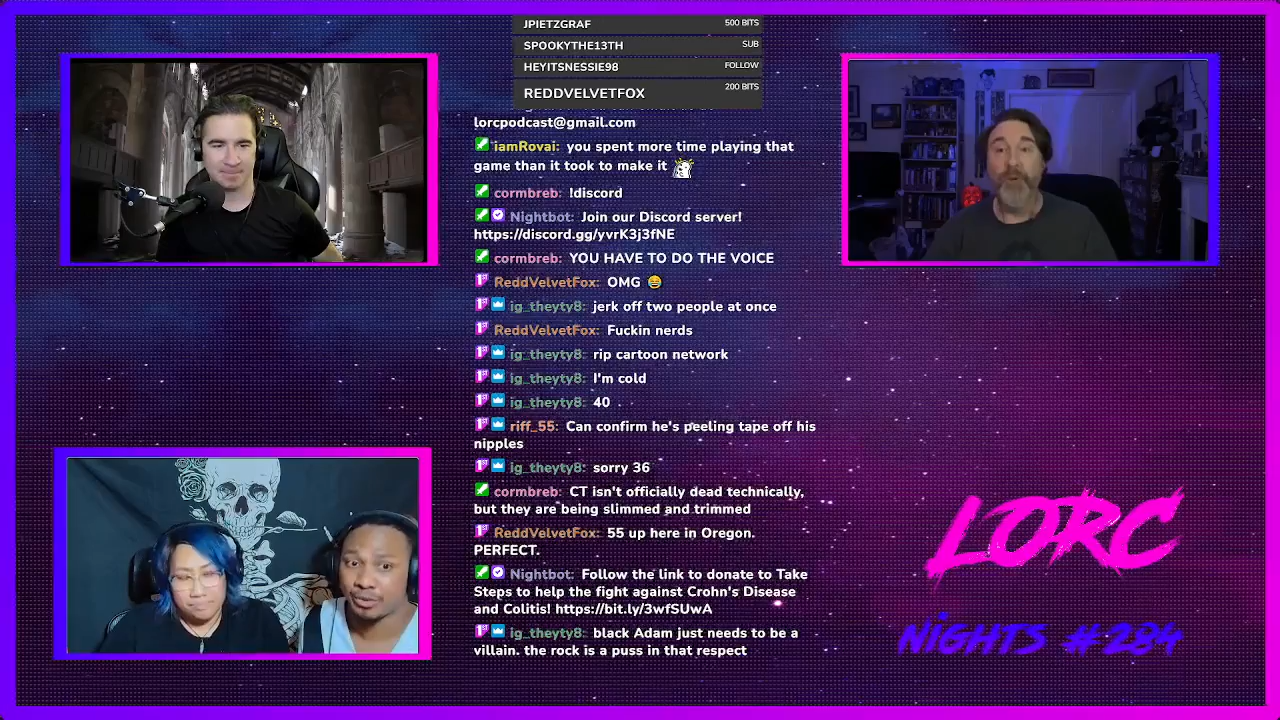 JPIETZGRAF 500 BITS
SPOOKYTHE13TH SUB
HEYITSNESSIE98 FOLLOW
REDDVELVETFOX 200 BITS
lorcpodcast@gmail.com
iamRovai: you spent more time playing that
game than it took to make it
cormbreb: !discord
Nightbot: Join our Discord server!
https://discord.gg/yvrK3j3fNE
cormbreb: YOU HAVE TO DO THE VOICE
ReddVelvetFox: OMG 😂
ig_theyty8: jerk off two people at once
ReddVelvetFox: Fuckin nerds
ig_theyty8: rip cartoon network
ig_theyty8: I'm cold
ig_theyty8: 40
riff_55: Can confirm he's peeling tape off his
nipples
ig_theyty8: sorry 36
cormbreb: CT isn't officially dead technically,
but they are being slimmed and trimmed
ReddVelvetFox: 55 up here in Oregon.
PERFECT.
Nightbot: Follow the link to donate to Take
Steps to help the fight against Crohn's Disease
and Colitis! https://bit.ly/3wfSUwA
ig_theyty8: black Adam just needs to be a
villain. the rock is a puss in that respect
LORC
NIGHTS #284